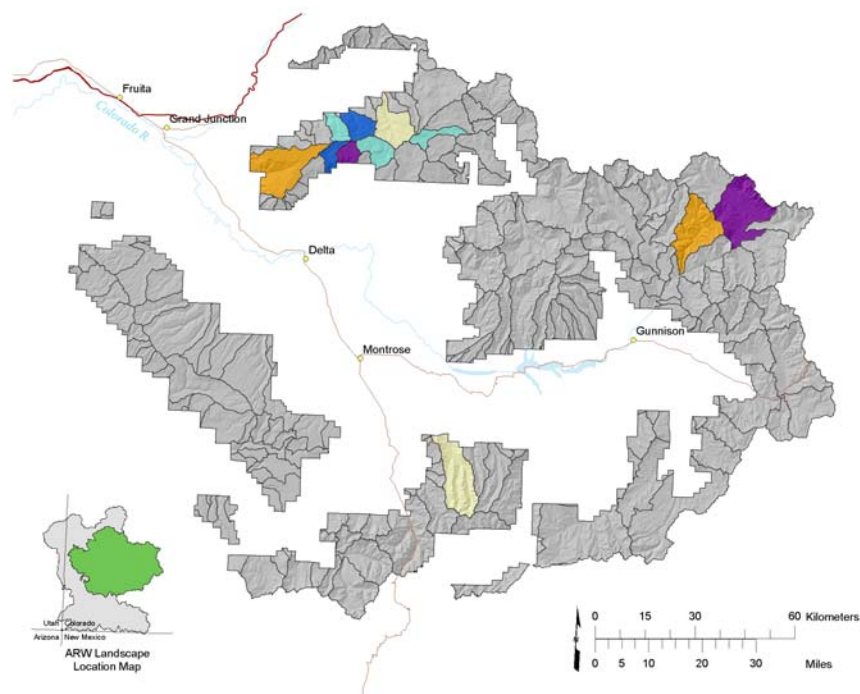 Fruita
Grand Junction
Colorado R
Delta
Gunnison
Montrose
Utah Colorado
Arizona New Mexico
ARW Landscape
Location Map
0 15 30 60 Kilometers
0 5 10 20 30 Miles